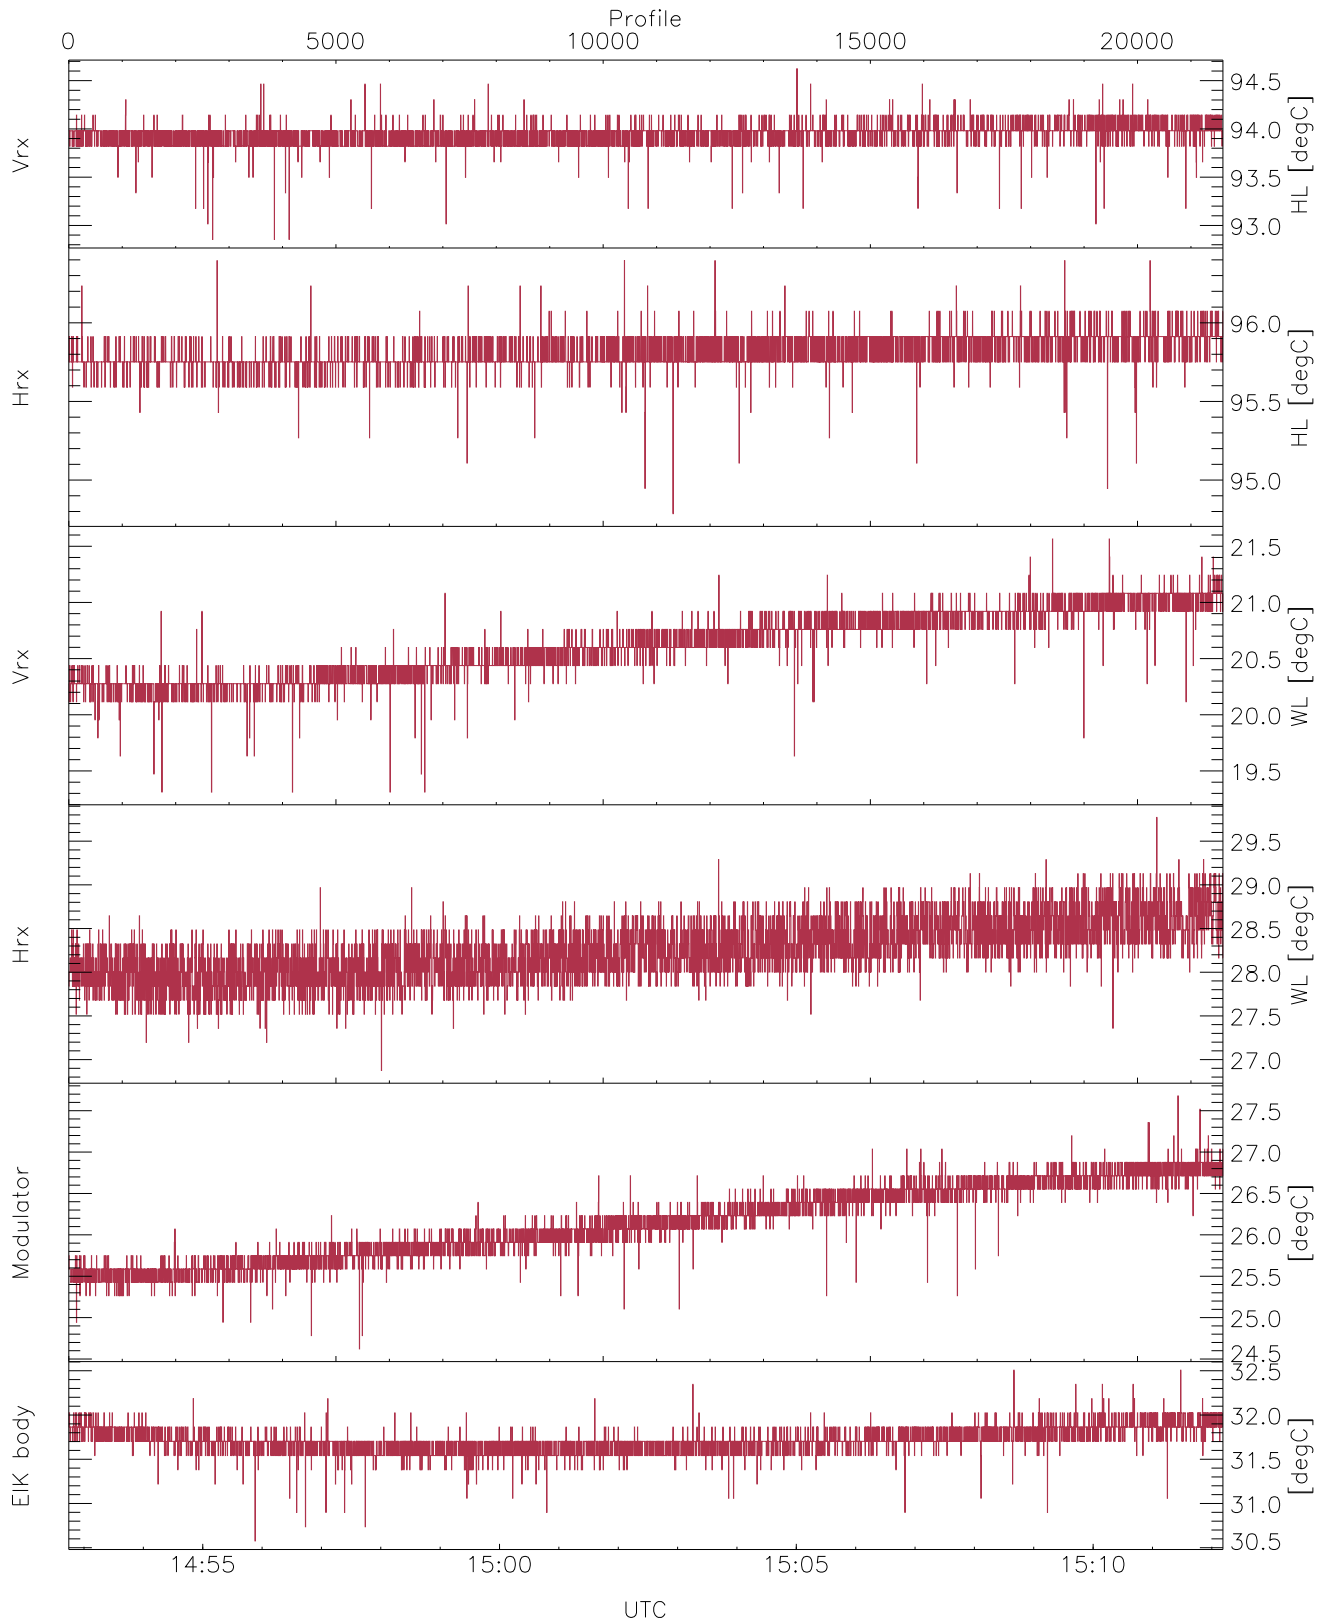 Profile
0 5000 10000 15000 20000
Vrx
94.5
94.0
93.5
93.0
HL [degC]
Hrx
96.0
95.5
95.0
HL [degC]
Vrx
21.5
21.0
20.5
20.0
19.5
WL [degC]
Hrx
29.5
29.0
28.5
28.0
27.5
27.0
WL [degC]
Modulator
27.5
27.0
26.5
26.0
25.5
25.0
24.5
[degC]
EIK body
32.5
32.0
31.5
31.0
30.5
[degC]
14:55 15:00 15:05 15:10
UTC